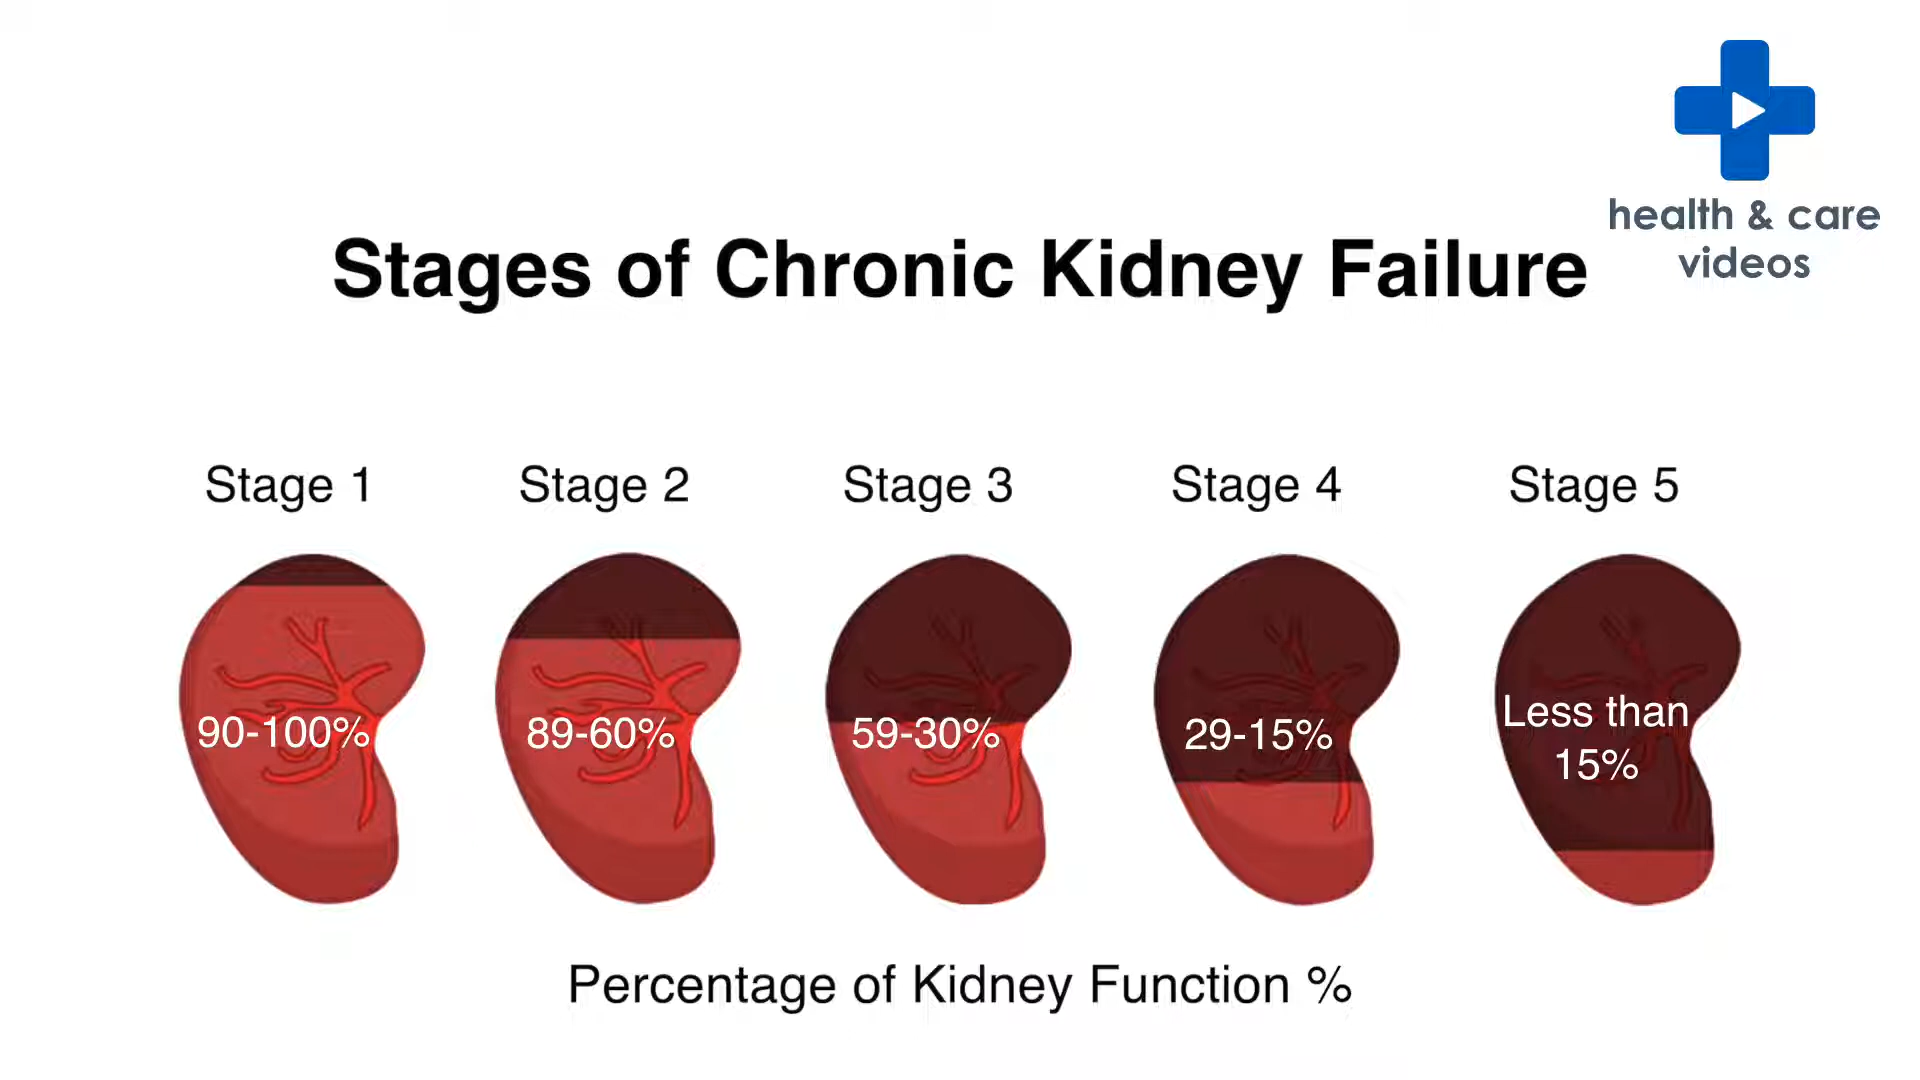 health & care
videos
Stages of Chronic Kidney Failure
Stage 1
Stage 2
Stage 3
Stage 4
Stage 5
90-100%
89-60%
59-30%
29-15%
Less than
15%
Percentage of Kidney Function %